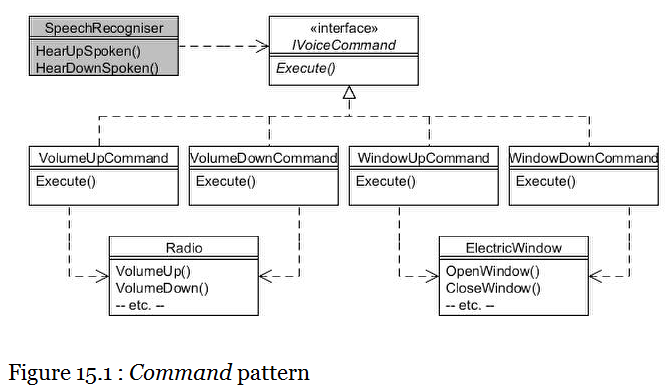 SpeechRecogniser
HearUpSpoken()
HearDownSpoken()
«interface»
IVoiceCommand
Execute()
VolumeUpCommand
Execute()
VolumeDownCommand
Execute()
WindowUpCommand
Execute()
WindowDownCommand
Execute()
Radio
VolumeUp()
VolumeDown()
-- etc. --
ElectricWindow
OpenWindow()
CloseWindow()
-- etc. --
Figure 15.1 : Command pattern